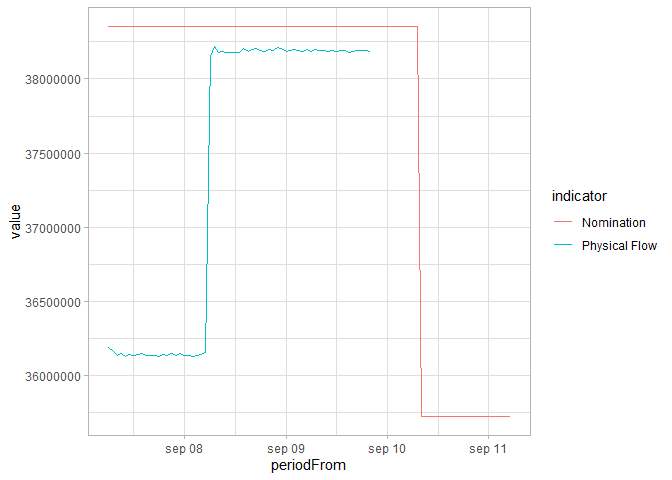 38000000
37500000
37000000
36500000
36000000
value
sep 08
sep 09
sep 10
sep 11
periodFrom
indicator
Nomination
Physical Flow